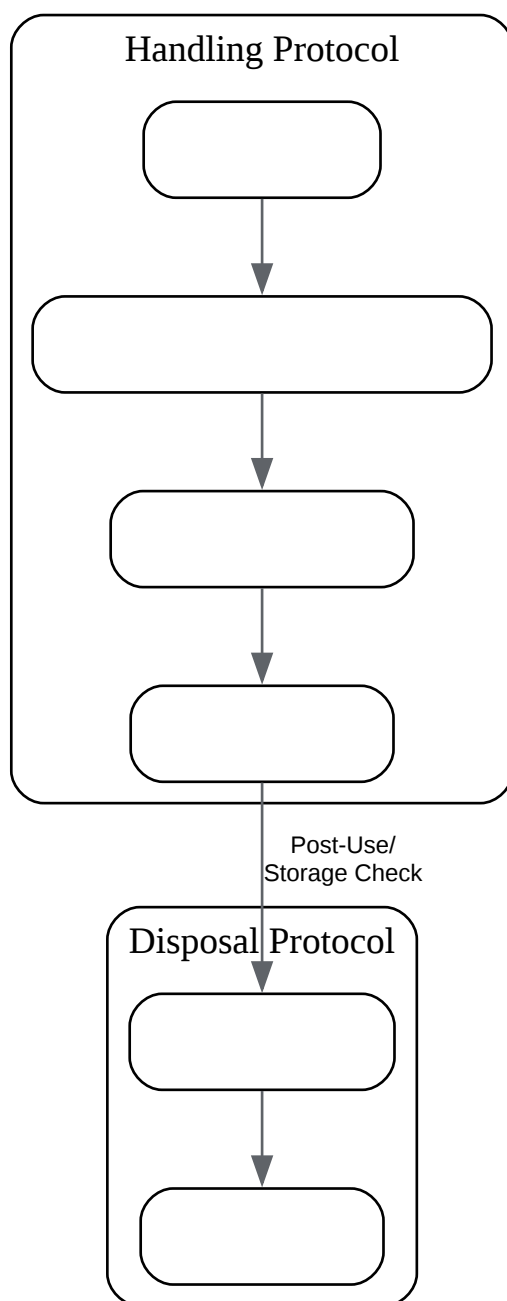 Handling Protocol
Post-Use/
Storage Check
Disposal Protocol